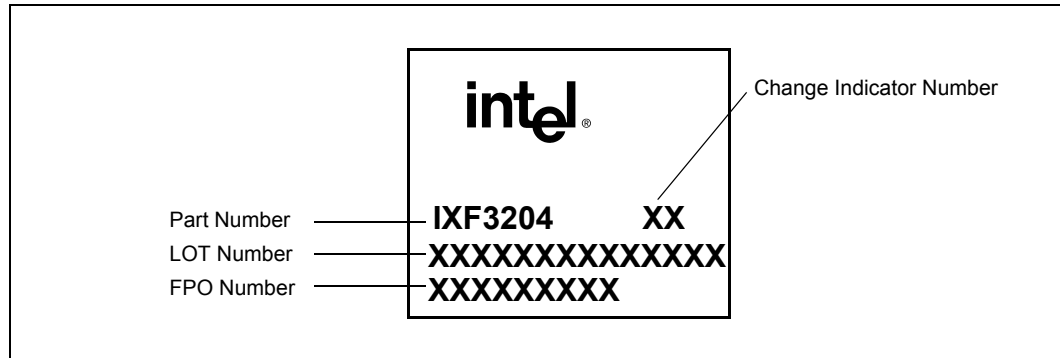 intel®
Change Indicator Number
Part Number IXF3204 XX
LOT Number XXXXXXXXXXXXXX
FPO Number XXXXXXXXX